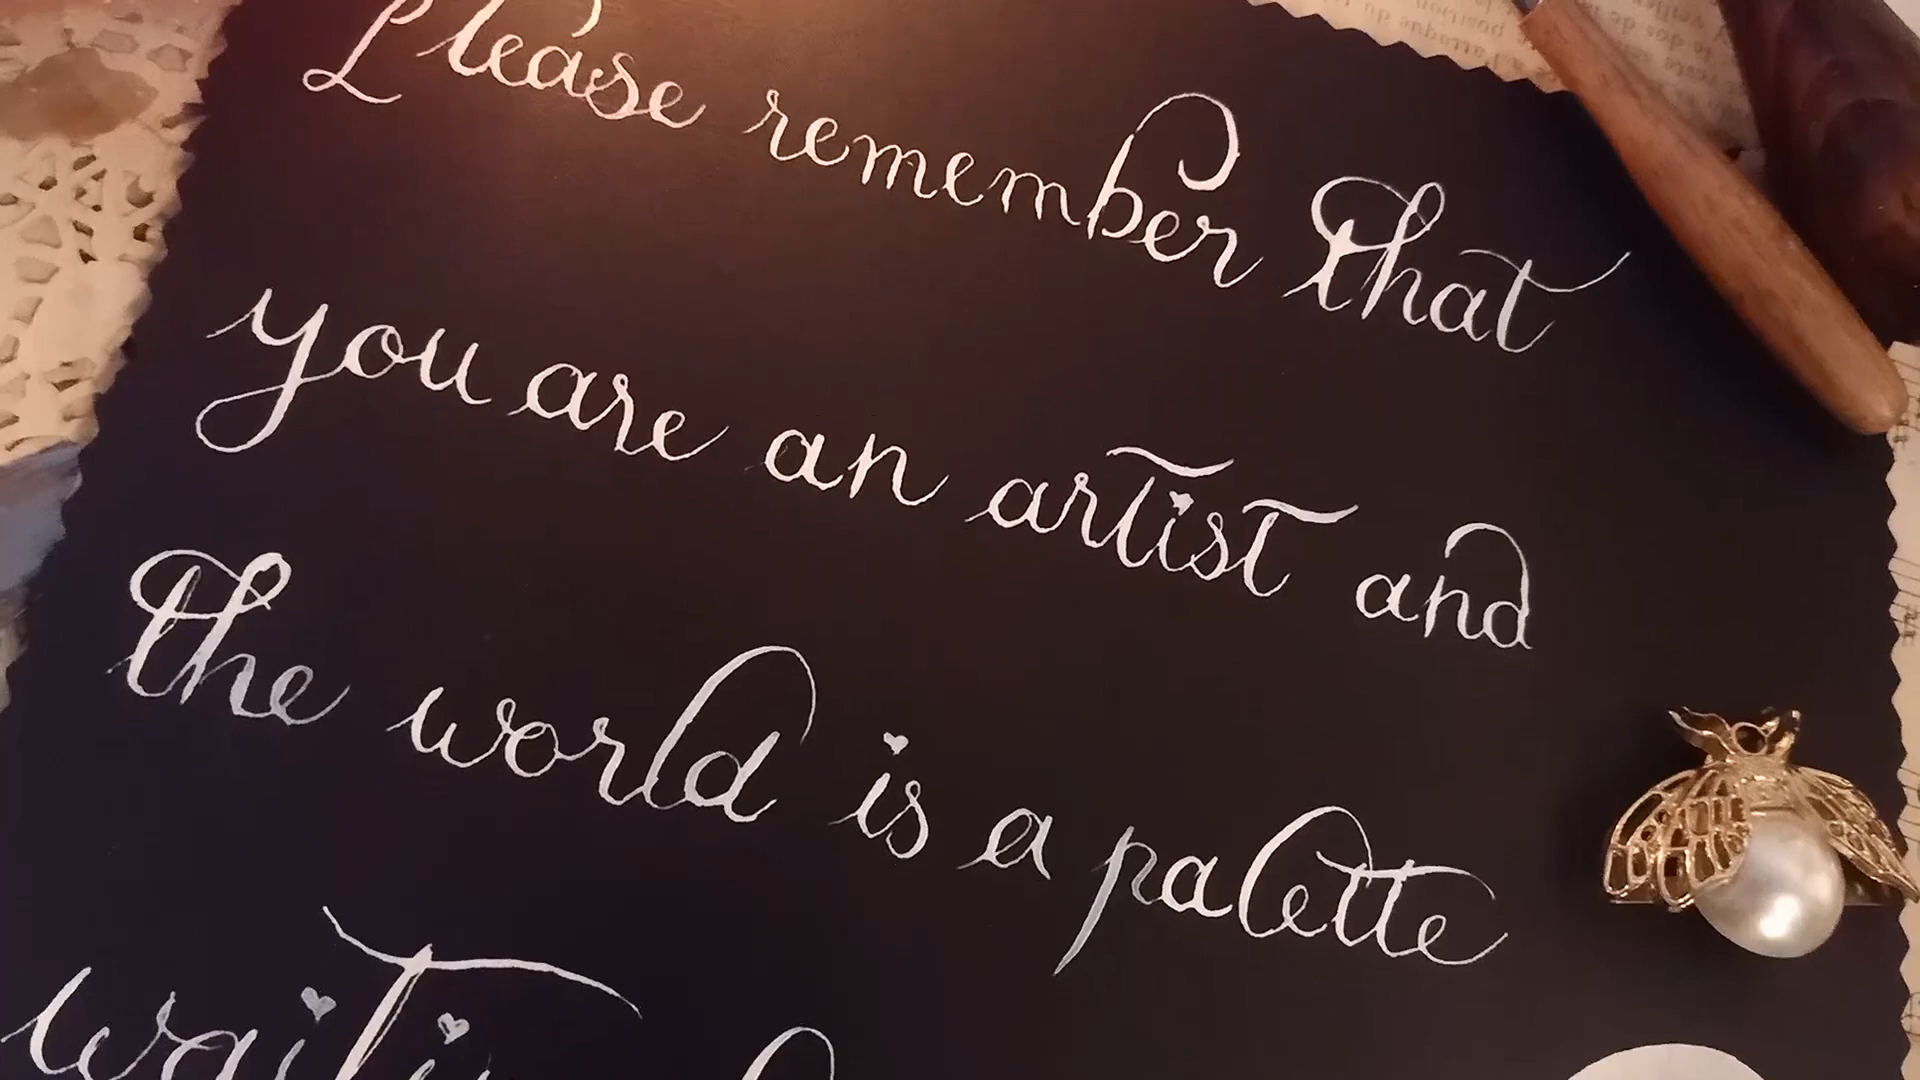 Please remember that
you are an artist and
the world is a palette